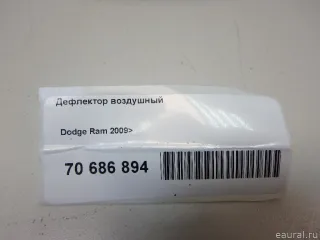 Дефлектор воздушный
Dodge Ram 2009>
70 686 894
eaural.ru